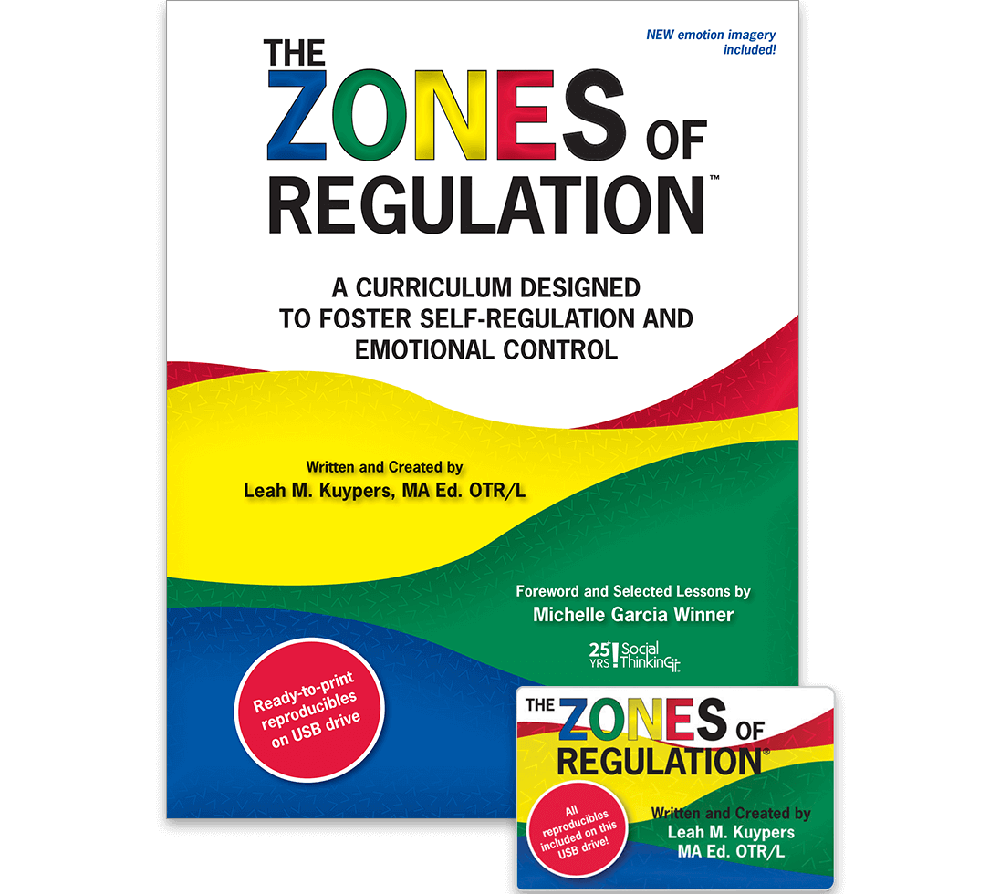 NEW emotion imagery
included!
THE
ZONES OF
REGULATION™
A CURRICULUM DESIGNED
TO FOSTER SELF-REGULATION AND
EMOTIONAL CONTROL
Written and Created by
Leah M. Kuypers, MA Ed. OTR/L
Foreword and Selected Lessons by
Michelle Garcia Winner
25 YRS! Social
Thinking®
Ready-to-print
reproducibles
on USB drive
THE ZONES OF
REGULATION®
All
reproducibles
included on this
USB drive!
Written and Created by
Leah M. Kuypers
MA Ed. OTR/L